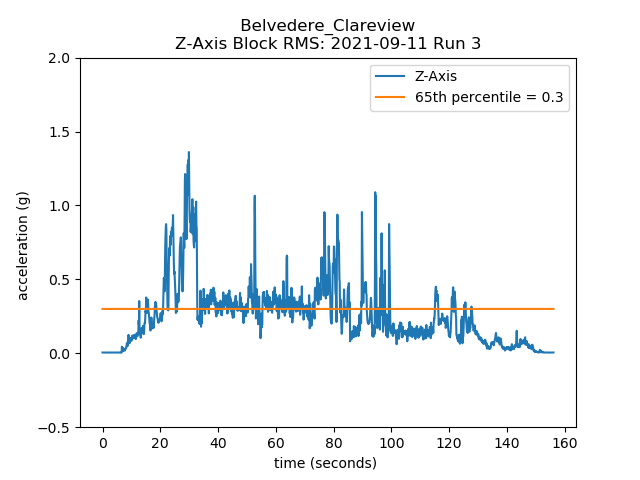 Belvedere_Clareview
Z-Axis Block RMS: 2021-09-11 Run 3
Z-Axis
65th percentile = 0.3
2.0
1.5
1.0
0.5
0.0
−0.5
acceleration (g)
0 20 40 60 80 100 120 140 160
time (seconds)